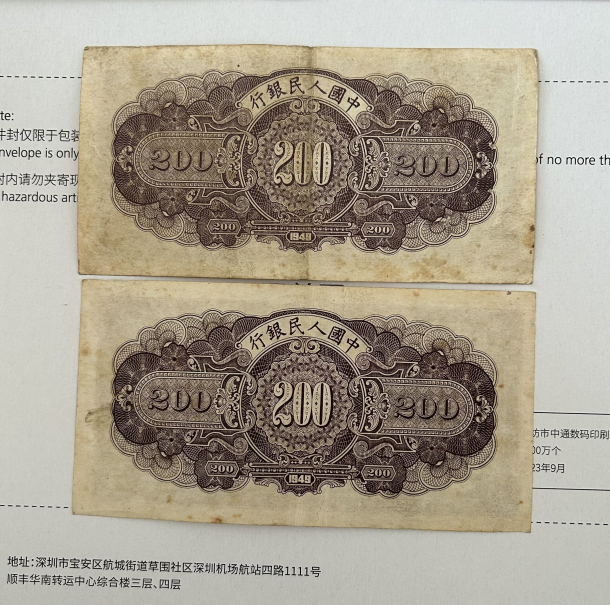 te:
件封仅限于包装
nvelope is only
of no more th
封内请勿夹寄现
hazardous art
行銀民人國中
200 200 200
200 1949 200
行銀民人國中
200 200 200
200 1949 200
坊市中通数码印刷
00万个
23年9月
地址:深圳市宝安区航城街道草围社区深圳机场航站四路1111号
顺丰华南转运中心综合楼三层、四层